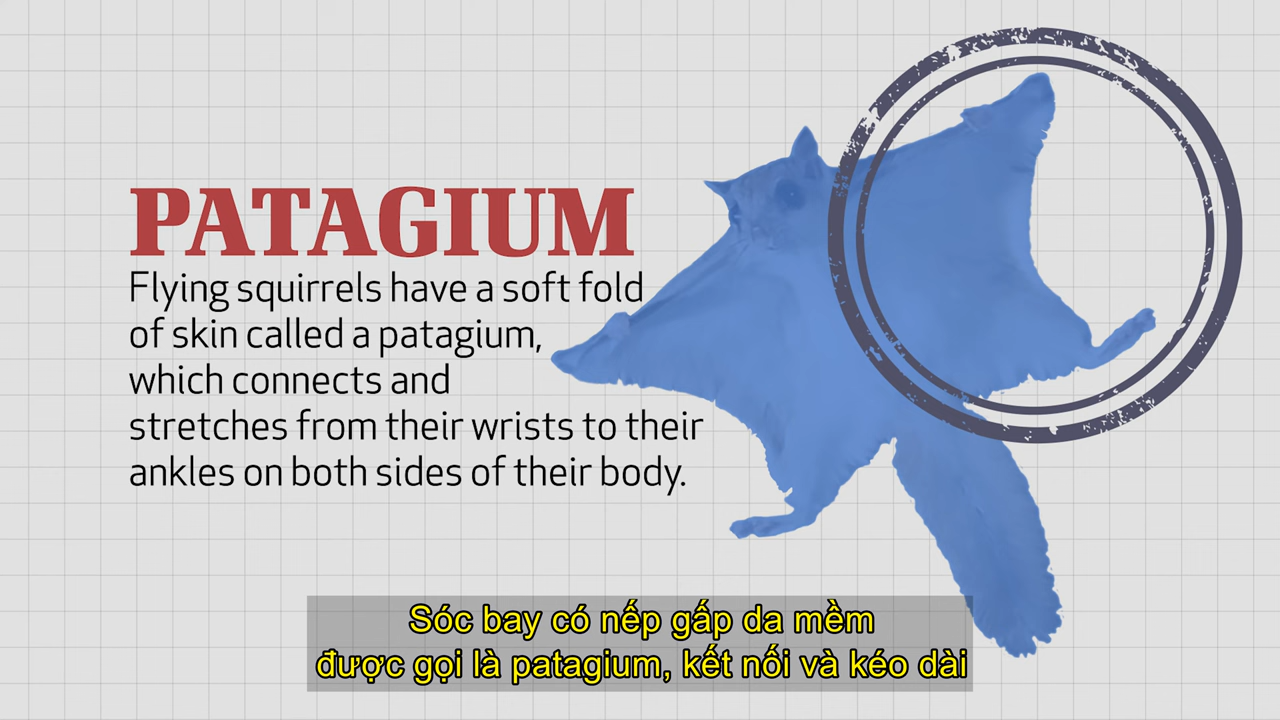 PATAGIUM
Flying squirrels have a soft fold
of skin called a patagium,
which connects and
stretches from their wrists to their
ankles on both sides of their body.
Sóc bay có nếp gấp da mềm
được gọi là patagium, kết nối và kéo dài